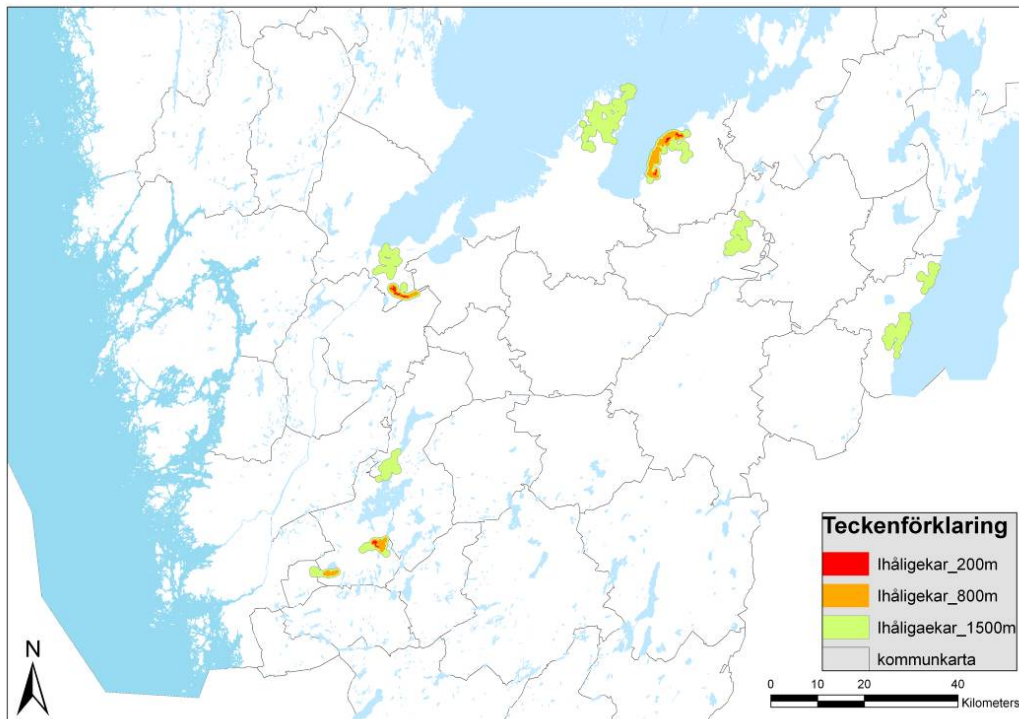 Teckenförklaring
Ihåligekar_200m
Ihåligekar_800m
Ihåligaekar_1500m
kommunkarta
N
0 10 20 40
Kilometers